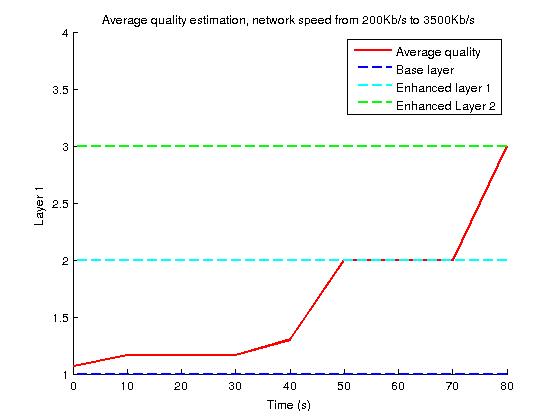 Average quality estimation, network speed from 200Kb/s to 3500Kb/s
4
Average quality
Base layer
Enhanced layer 1
Enhanced Layer 2
3.5
3
2.5
Layer 1
2
1.5
1
0 10 20 30 40 50 60 70 80
Time (s)